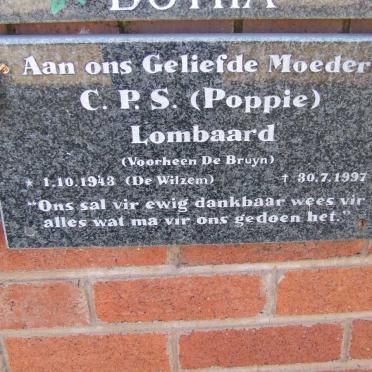 BOTHA
Aan ons Geliefde Moeder
C. P. S. (Poppie)
Lombaard
(Voorheen De Bruyn)
* 1.10.1943 (De Wilzem) † 30.7.1997
“Ons sal vir ewig dankbaar wees vir
alles wat ma vir ons gedoen het.”